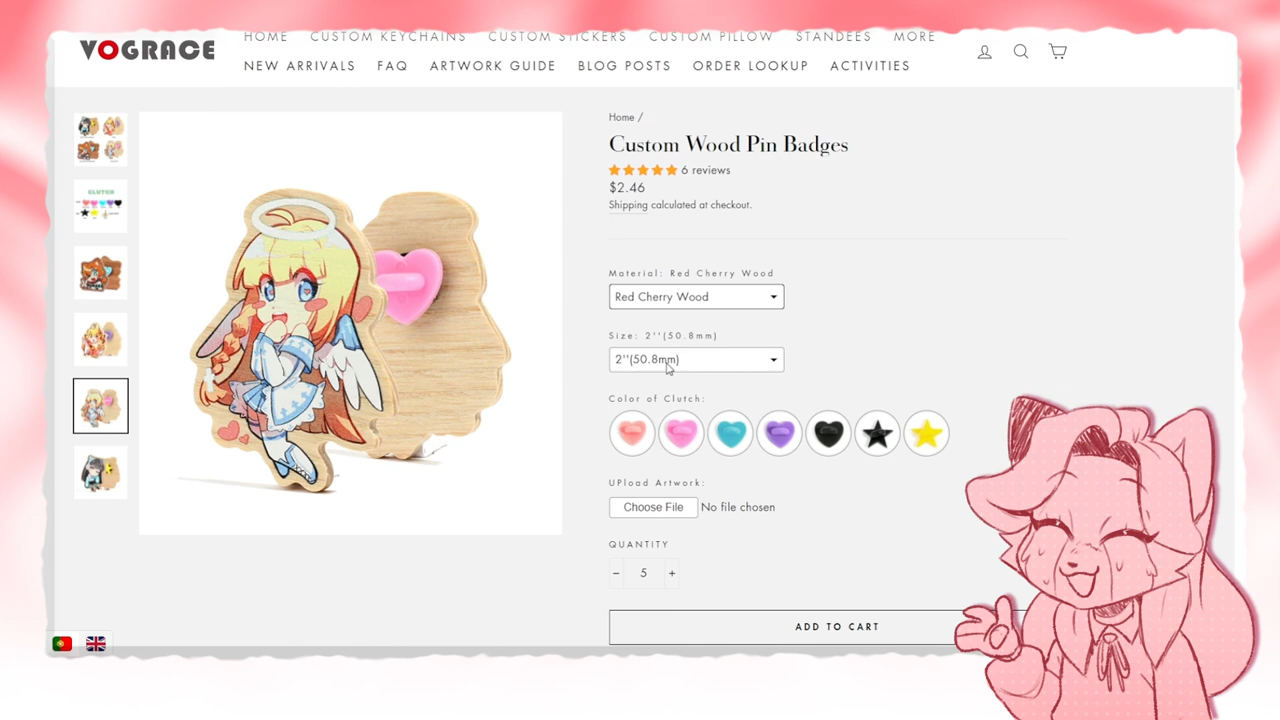 VOGRACE
HOME CUSTOM KEYCHAINS CUSTOM STICKERS CUSTOM PILLOW STANDEES MORE
NEW ARRIVALS FAQ ARTWORK GUIDE BLOG POSTS ORDER LOOKUP ACTIVITIES
CLUTCH
Home /
Custom Wood Pin Badges
6 reviews
$2.46
Shipping calculated at checkout.
Material: Red Cherry Wood
Red Cherry Wood
Size: 2''(50.8mm)
2''(50.8mm)
Color of Clutch:
UPload Artwork:
Choose File No file chosen
QUANTITY
− 5 +
ADD TO CART